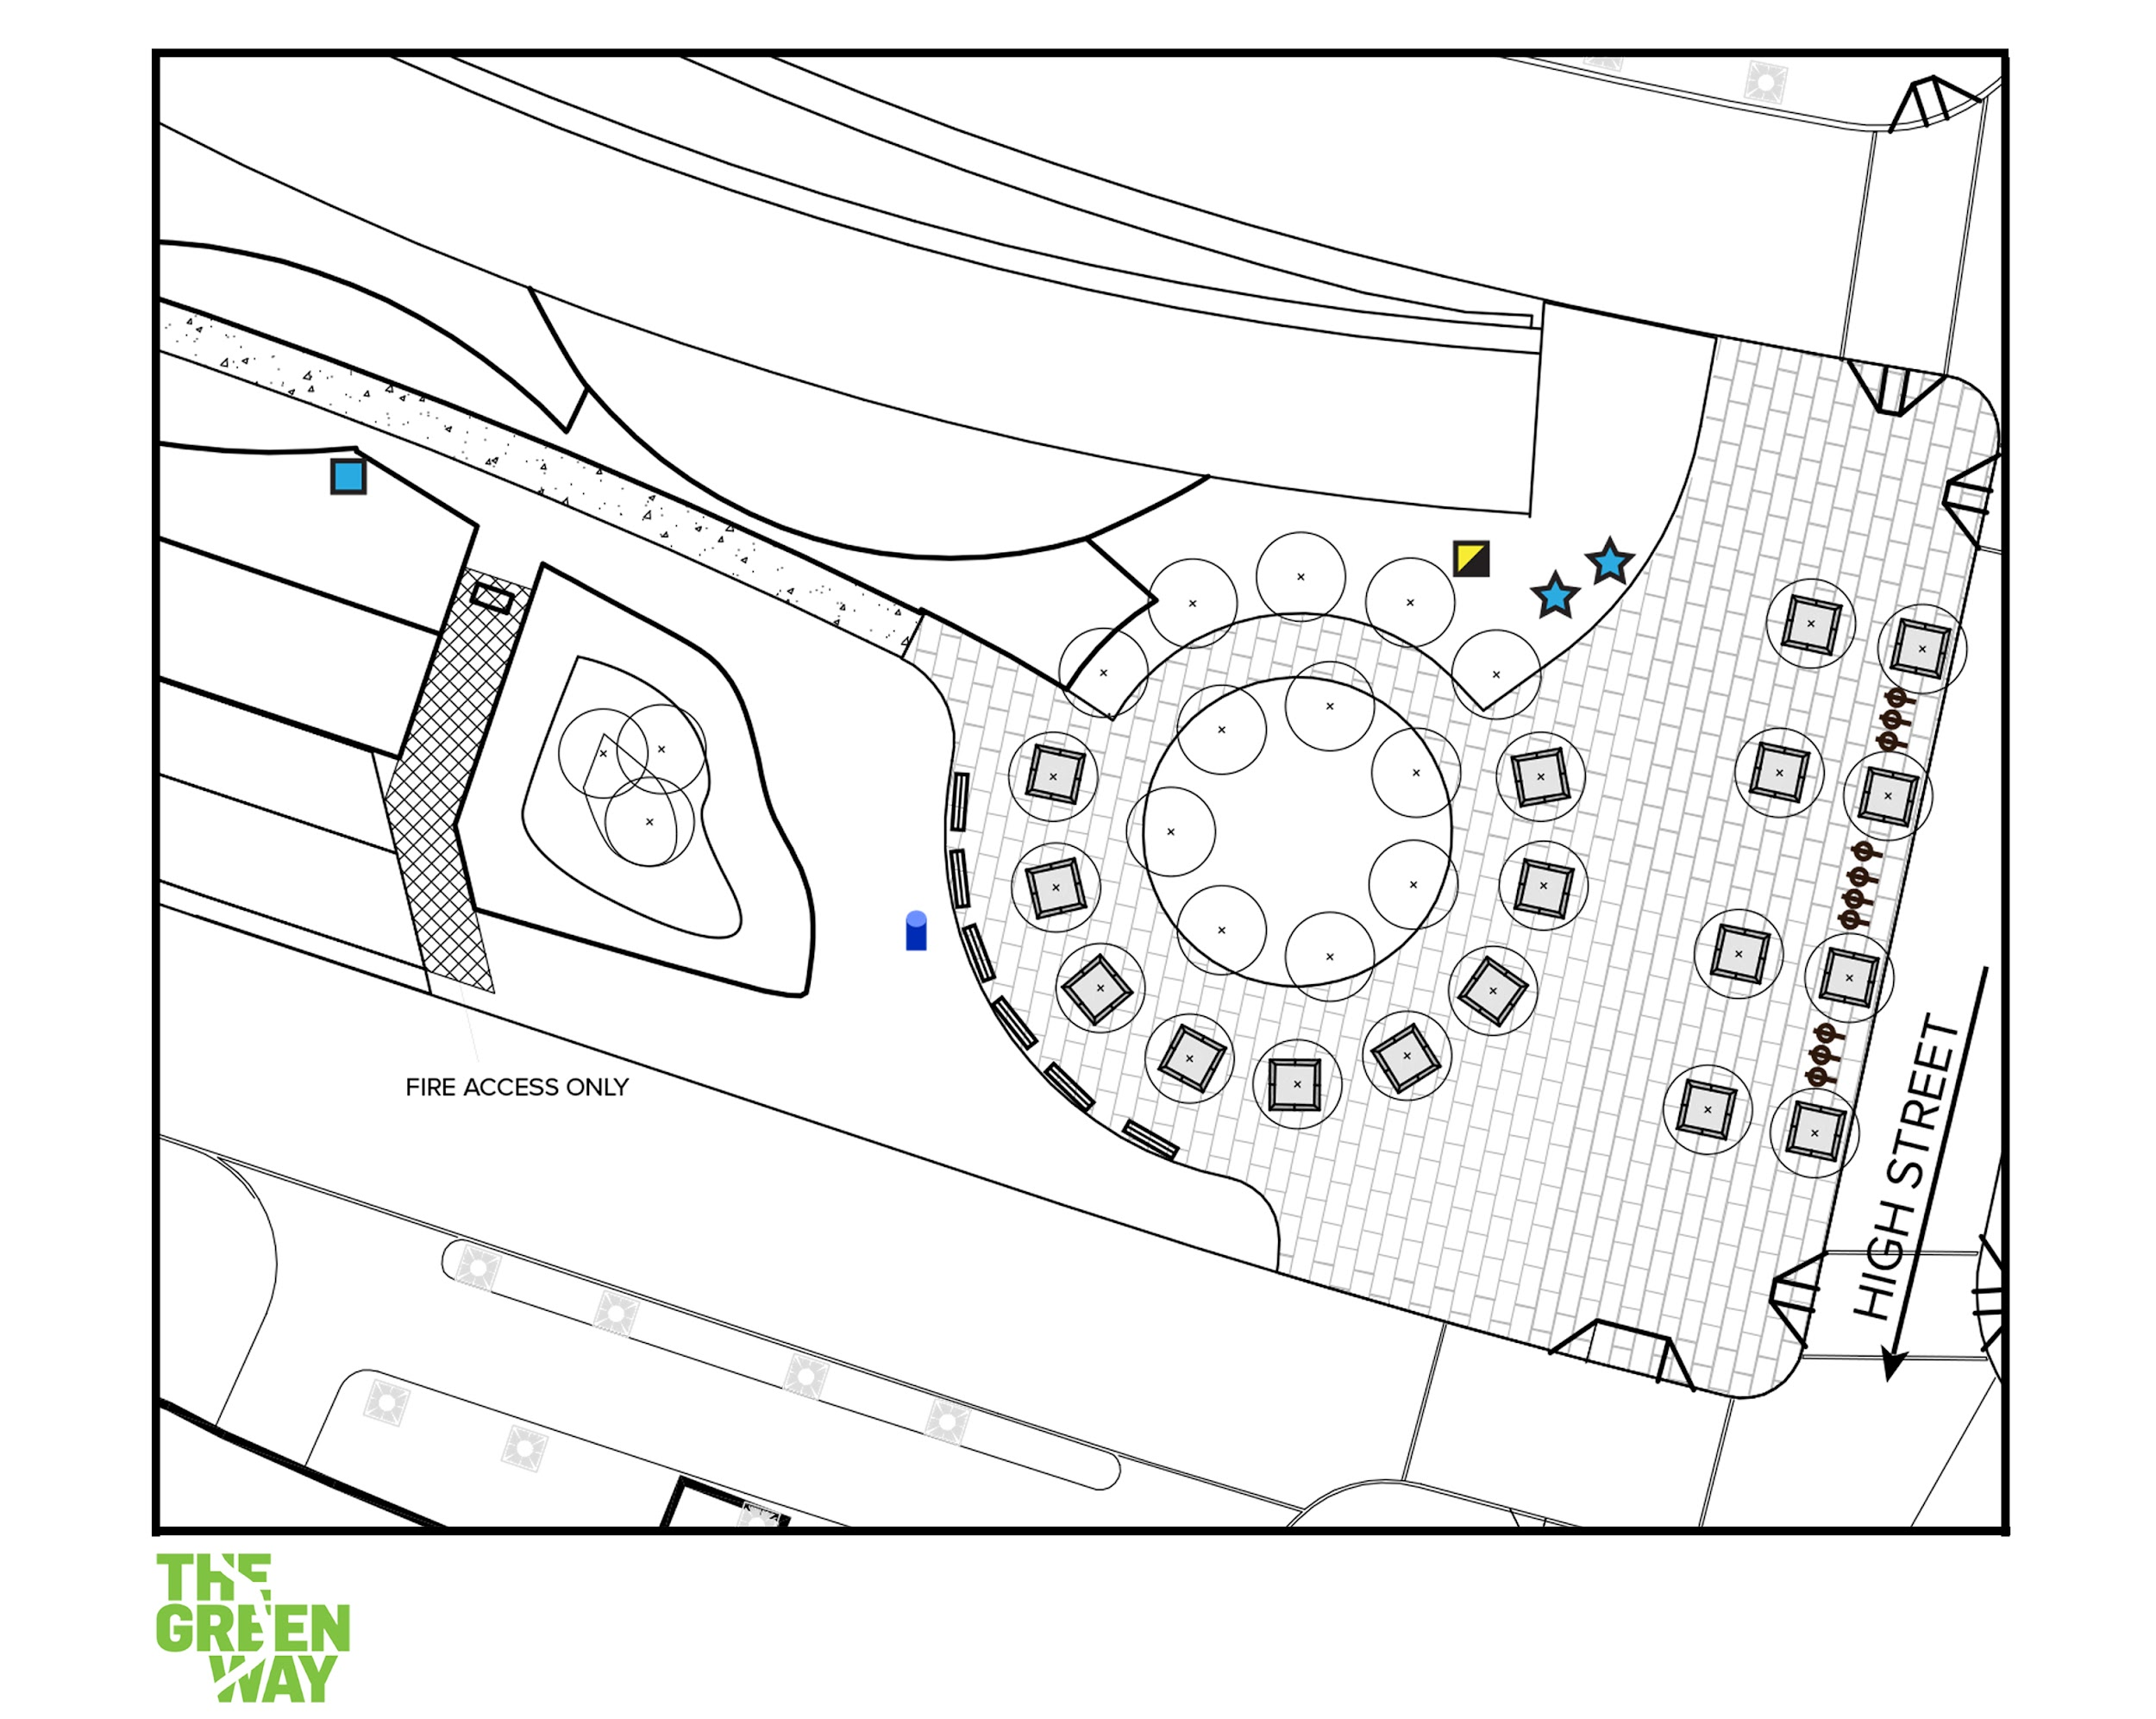 FIRE ACCESS ONLY
HIGH STREET
THE
GREEN
WAY